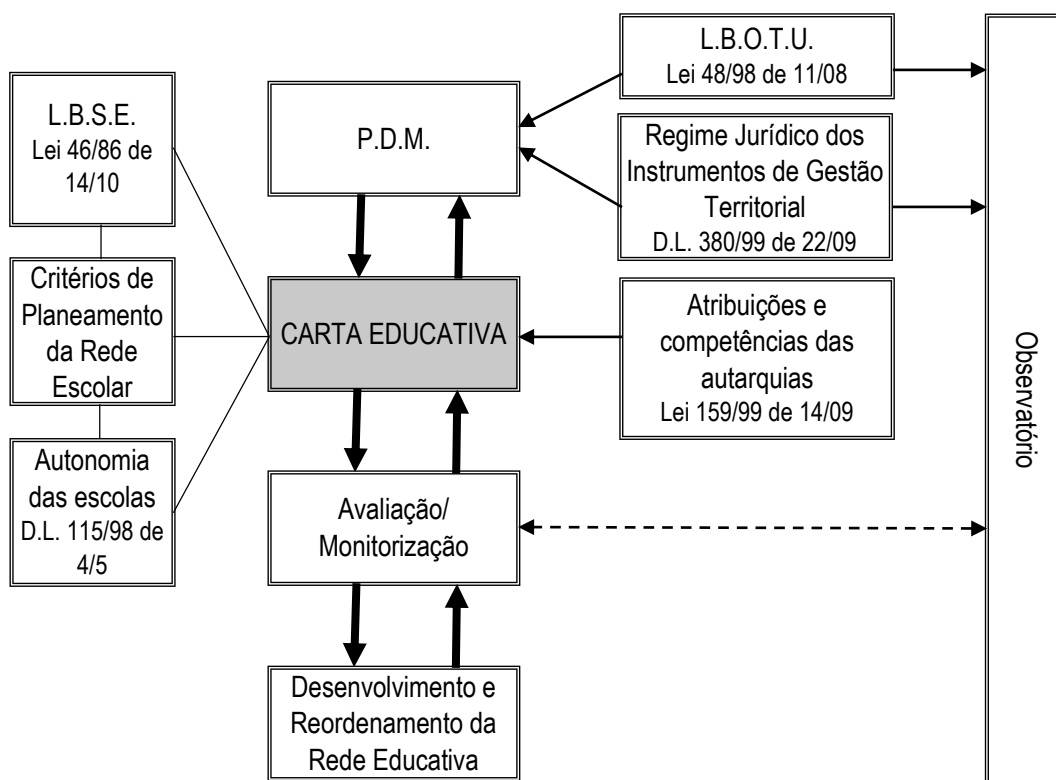 L.B.S.E.
Lei 46/86 de
14/10
Critérios de
Planeamento
da Rede
Escolar
Autonomia
das escolas
D.L. 115/98 de
4/5
P.D.M.
CARTA EDUCATIVA
Avaliação/
Monitorização
Desenvolvimento e
Reordenamento da
Rede Educativa
L.B.O.T.U.
Lei 48/98 de 11/08
Regime Jurídico dos
Instrumentos de Gestão
Territorial
D.L. 380/99 de 22/09
Atribuições e
competências das
autarquias
Lei 159/99 de 14/09
Observatório